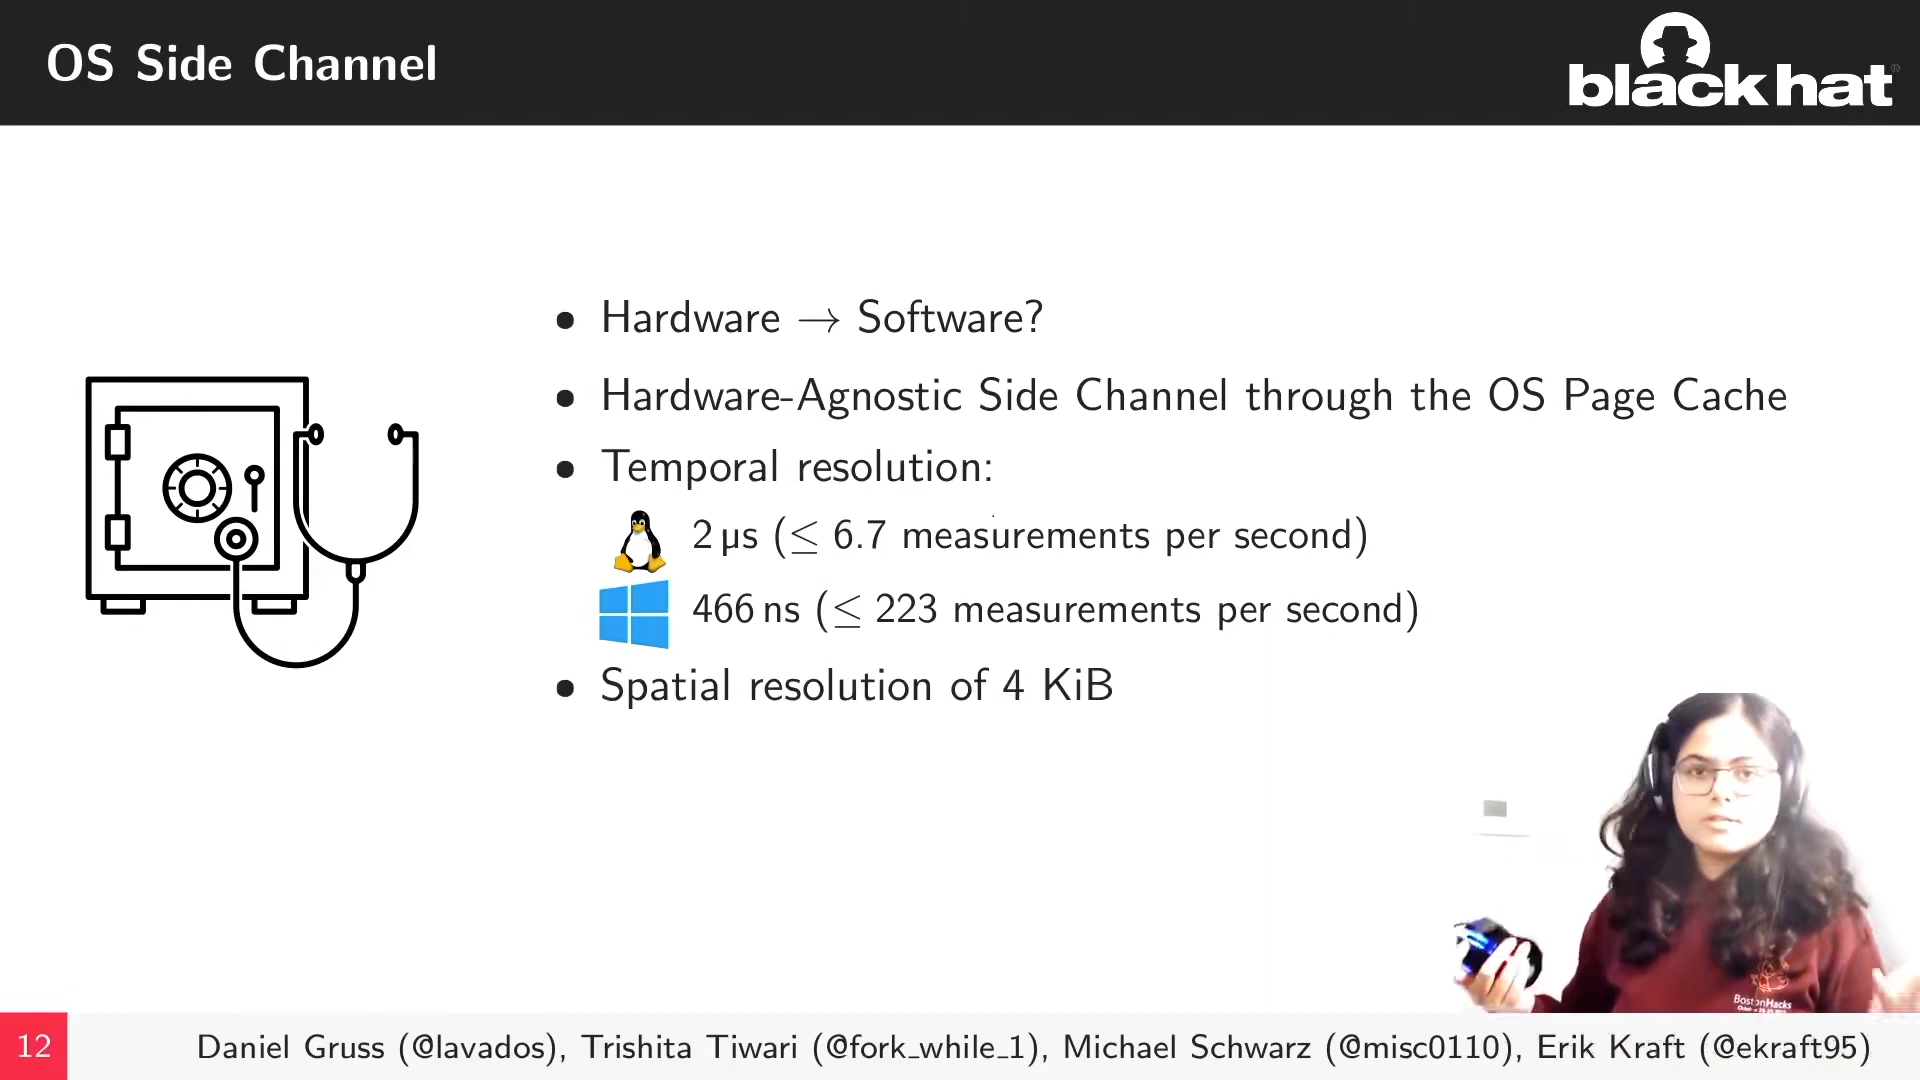 OS Side Channel
black hat®
• Hardware → Software?
• Hardware-Agnostic Side Channel through the OS Page Cache
• Temporal resolution:
2 µs (≤ 6.7 measurements per second)
466 ns (≤ 223 measurements per second)
• Spatial resolution of 4 KiB
BostonHacks
12
Daniel Gruss (@lavados), Trishita Tiwari (@fork_while_1), Michael Schwarz (@misc0110), Erik Kraft (@ekraft95)